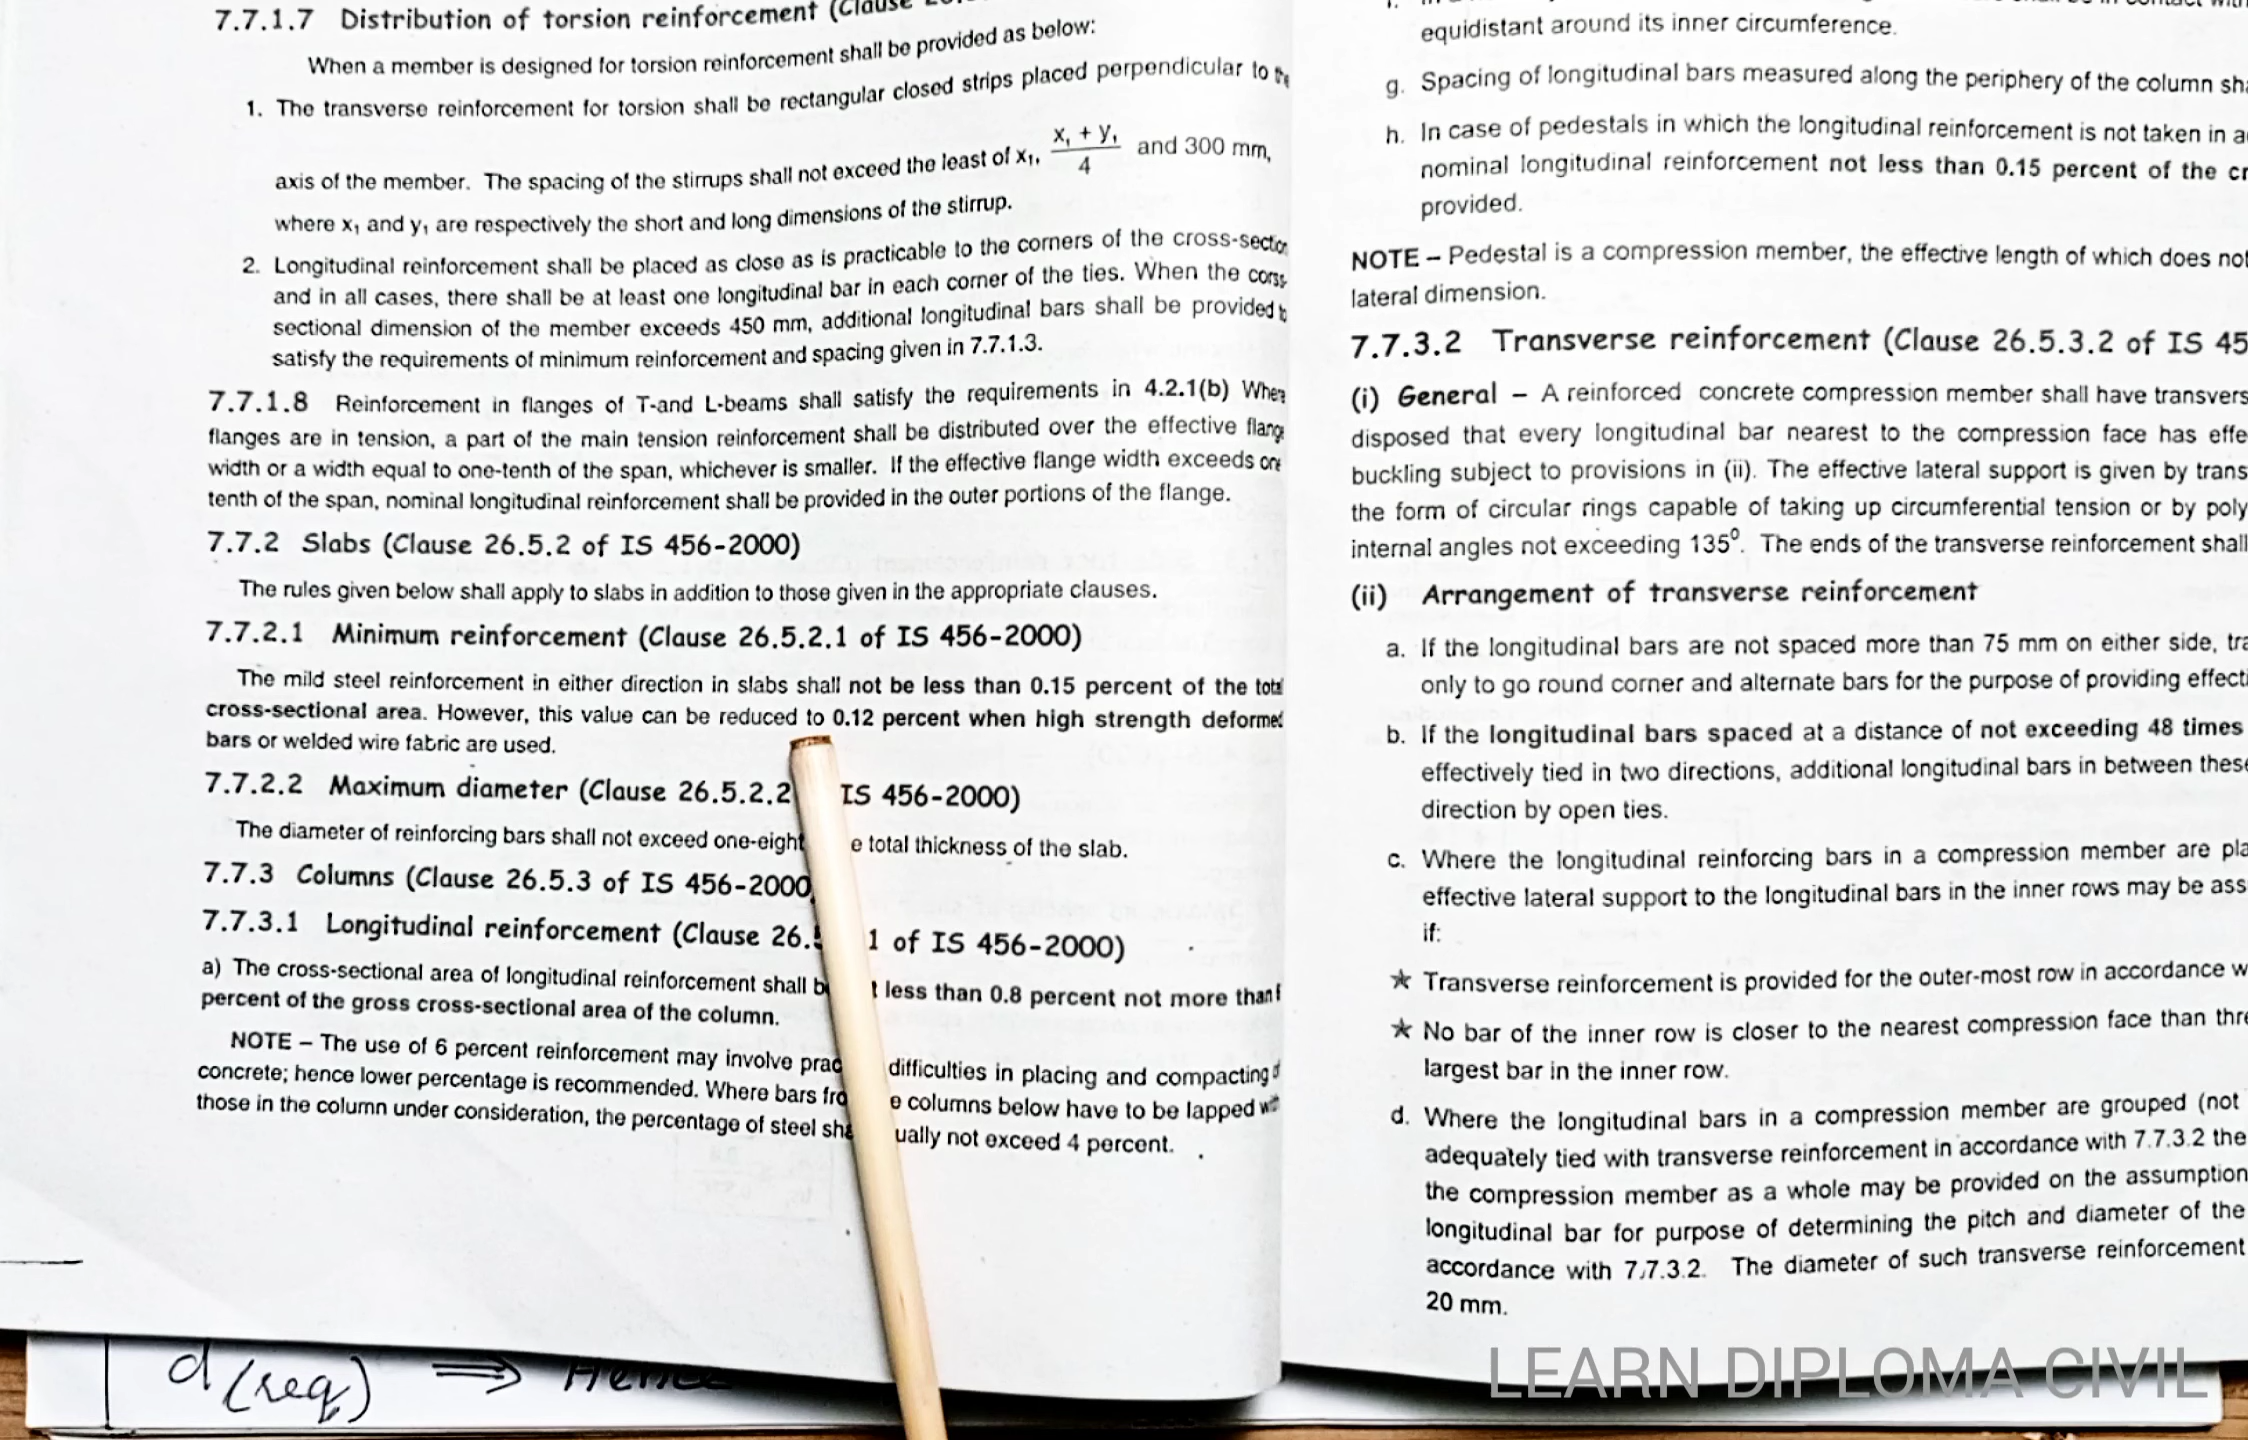 7.7.1.7 Distribution of torsion reinforcement (Clause
When a member is designed for torsion reinforcement shall be provided as below:
1. The transverse reinforcement for torsion shall be rectangular closed strips placed perpendicular to
axis of the member. The spacing of the stirrups shall not exceed the least of x₁, (x₁ + y₁)/4 and 300 mm,
where x₁ and y₁ are respectively the short and long dimensions of the stirrup.
2. Longitudinal reinforcement shall be placed as close as is practicable to the corners of the cross-section
and in all cases, there shall be at least one longitudinal bar in each corner of the ties. When the
sectional dimension of the member exceeds 450 mm, additional longitudinal bars shall be provided
satisfy the requirements of minimum reinforcement and spacing given in 7.7.1.3.
7.7.1.8 Reinforcement in flanges of T-and L-beams shall satisfy the requirements in 4.2.1(b) Where
flanges are in tension, a part of the main tension reinforcement shall be distributed over the effective flange
width or a width equal to one-tenth of the span, whichever is smaller. If the effective flange width exceeds one
tenth of the span, nominal longitudinal reinforcement shall be provided in the outer portions of the flange.
7.7.2 Slabs (Clause 26.5.2 of IS 456-2000)
The rules given below shall apply to slabs in addition to those given in the appropriate clauses.
7.7.2.1 Minimum reinforcement (Clause 26.5.2.1 of IS 456-2000)
The mild steel reinforcement in either direction in slabs shall not be less than 0.15 percent of the total
cross-sectional area. However, this value can be reduced to 0.12 percent when high strength deformed
bars or welded wire fabric are used.
7.7.2.2 Maximum diameter (Clause 26.5.2.2 IS 456-2000)
The diameter of reinforcing bars shall not exceed one-eight total thickness of the slab.
7.7.3 Columns (Clause 26.5.3 of IS 456-2000
7.7.3.1 Longitudinal reinforcement (Clause 26. 1 of IS 456-2000)
a) The cross-sectional area of longitudinal reinforcement shall less than 0.8 percent not more than
percent of the gross cross-sectional area of the column.
NOTE – The use of 6 percent reinforcement may involve difficulties in placing and compacting
concrete; hence lower percentage is recommended. Where bars columns below have to be lapped
those in the column under consideration, the percentage of steel not exceed 4 percent.
d(req) ⇒ Hence
equidistant around its inner circumference.
g. Spacing of longitudinal bars measured along the periphery of the column
h. In case of pedestals in which the longitudinal reinforcement is not taken in
nominal longitudinal reinforcement not less than 0.15 percent of the
provided.
NOTE – Pedestal is a compression member, the effective length of which does not
lateral dimension.
7.7.3.2 Transverse reinforcement (Clause 26.5.3.2 of IS 45
(i) General – A reinforced concrete compression member shall have
disposed that every longitudinal bar nearest to the compression face has
buckling subject to provisions in (ii). The effective lateral support is given by
the form of circular rings capable of taking up circumferential tension or by
internal angles not exceeding 135⁰. The ends of the transverse reinforcement shall
(ii) Arrangement of transverse reinforcement
a. If the longitudinal bars are not spaced more than 75 mm on either side,
only to go round corner and alternate bars for the purpose of providing
b. If the longitudinal bars spaced at a distance of not exceeding 48 times
effectively tied in two directions, additional longitudinal bars in between these
direction by open ties.
c. Where the longitudinal reinforcing bars in a compression member are
effective lateral support to the longitudinal bars in the inner rows may be
if:
★ Transverse reinforcement is provided for the outer-most row in accordance
★ No bar of the inner row is closer to the nearest compression face than
largest bar in the inner row.
d. Where the longitudinal bars in a compression member are grouped (not
adequately tied with transverse reinforcement in accordance with 7.7.3.2 the
the compression member as a whole may be provided on the assumption
longitudinal bar for purpose of determining the pitch and diameter of the
accordance with 7.7.3.2. The diameter of such transverse reinforcement
20 mm.
LEARN DIPLOMA CIVIL